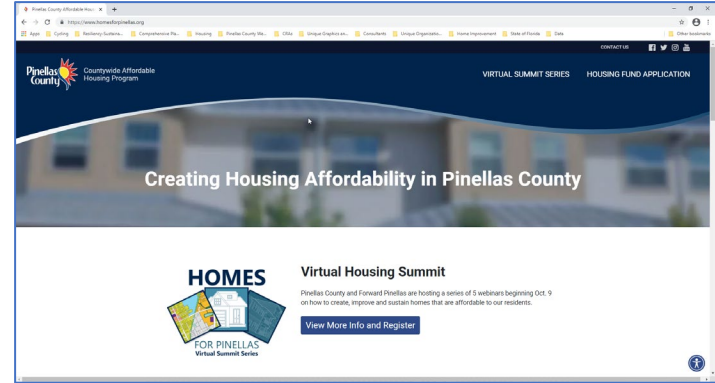 Pinellas County Affordable Hous
https://www.homesforpinellas.org
Apps Cycling Resiliency-Sustaina... Comprehensive Pla... Housing Pinellas County We... CRAs Unique Graphics an... Consultants Unique Organizatio... Home Improvement State of Florida Data Other bookmarks
CONTACT US
Pinellas County
Countywide Affordable
Housing Program
VIRTUAL SUMMIT SERIES HOUSING FUND APPLICATION
Creating Housing Affordability in Pinellas County
HOMES
FOR PINELLAS
Virtual Summit Series
Virtual Housing Summit
Pinellas County and Forward Pinellas are hosting a series of 5 webinars beginning Oct. 9
on how to create, improve and sustain homes that are affordable to our residents.
View More Info and Register